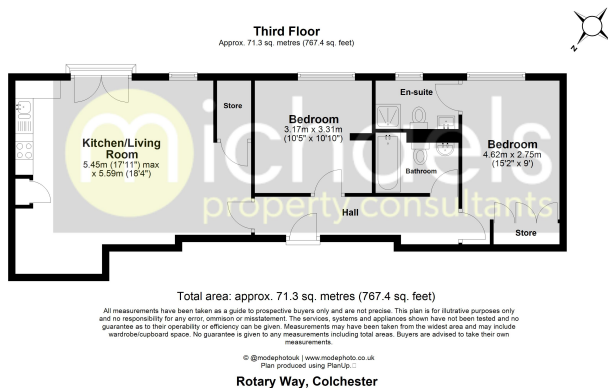 Third Floor
Approx. 71.3 sq. metres (767.4 sq. feet)
N
Store
En-suite
Bedroom
3.17m x 3.31m
(10'5" x 10'10")
Kitchen/Living
Room
5.45m (17'11") max
x 5.59m (18'4")
Bedroom
4.62m x 2.75m
(15'2" x 9')
Bathroom
michaels
property consultants
Hall
Store
Total area: approx. 71.3 sq. metres (767.4 sq. feet)
All measurements have been taken as a guide to prospective buyers only and are not precise. This plan is for illustrative purposes only
and no responsibility for any error, ommision or misstatement. The services, systems and appliances shown have not been tested and no
guarantee as to their operability or efficiency can be given. Measurements may have been taken from the widest area and may include
wardrobe/cupboard space. No guarantee is given to any measurements including total areas. Buyers are advised to take their own
measurements.
© @modephotouk | www.modephoto.co.uk
Plan produced using PlanUp.
Rotary Way, Colchester